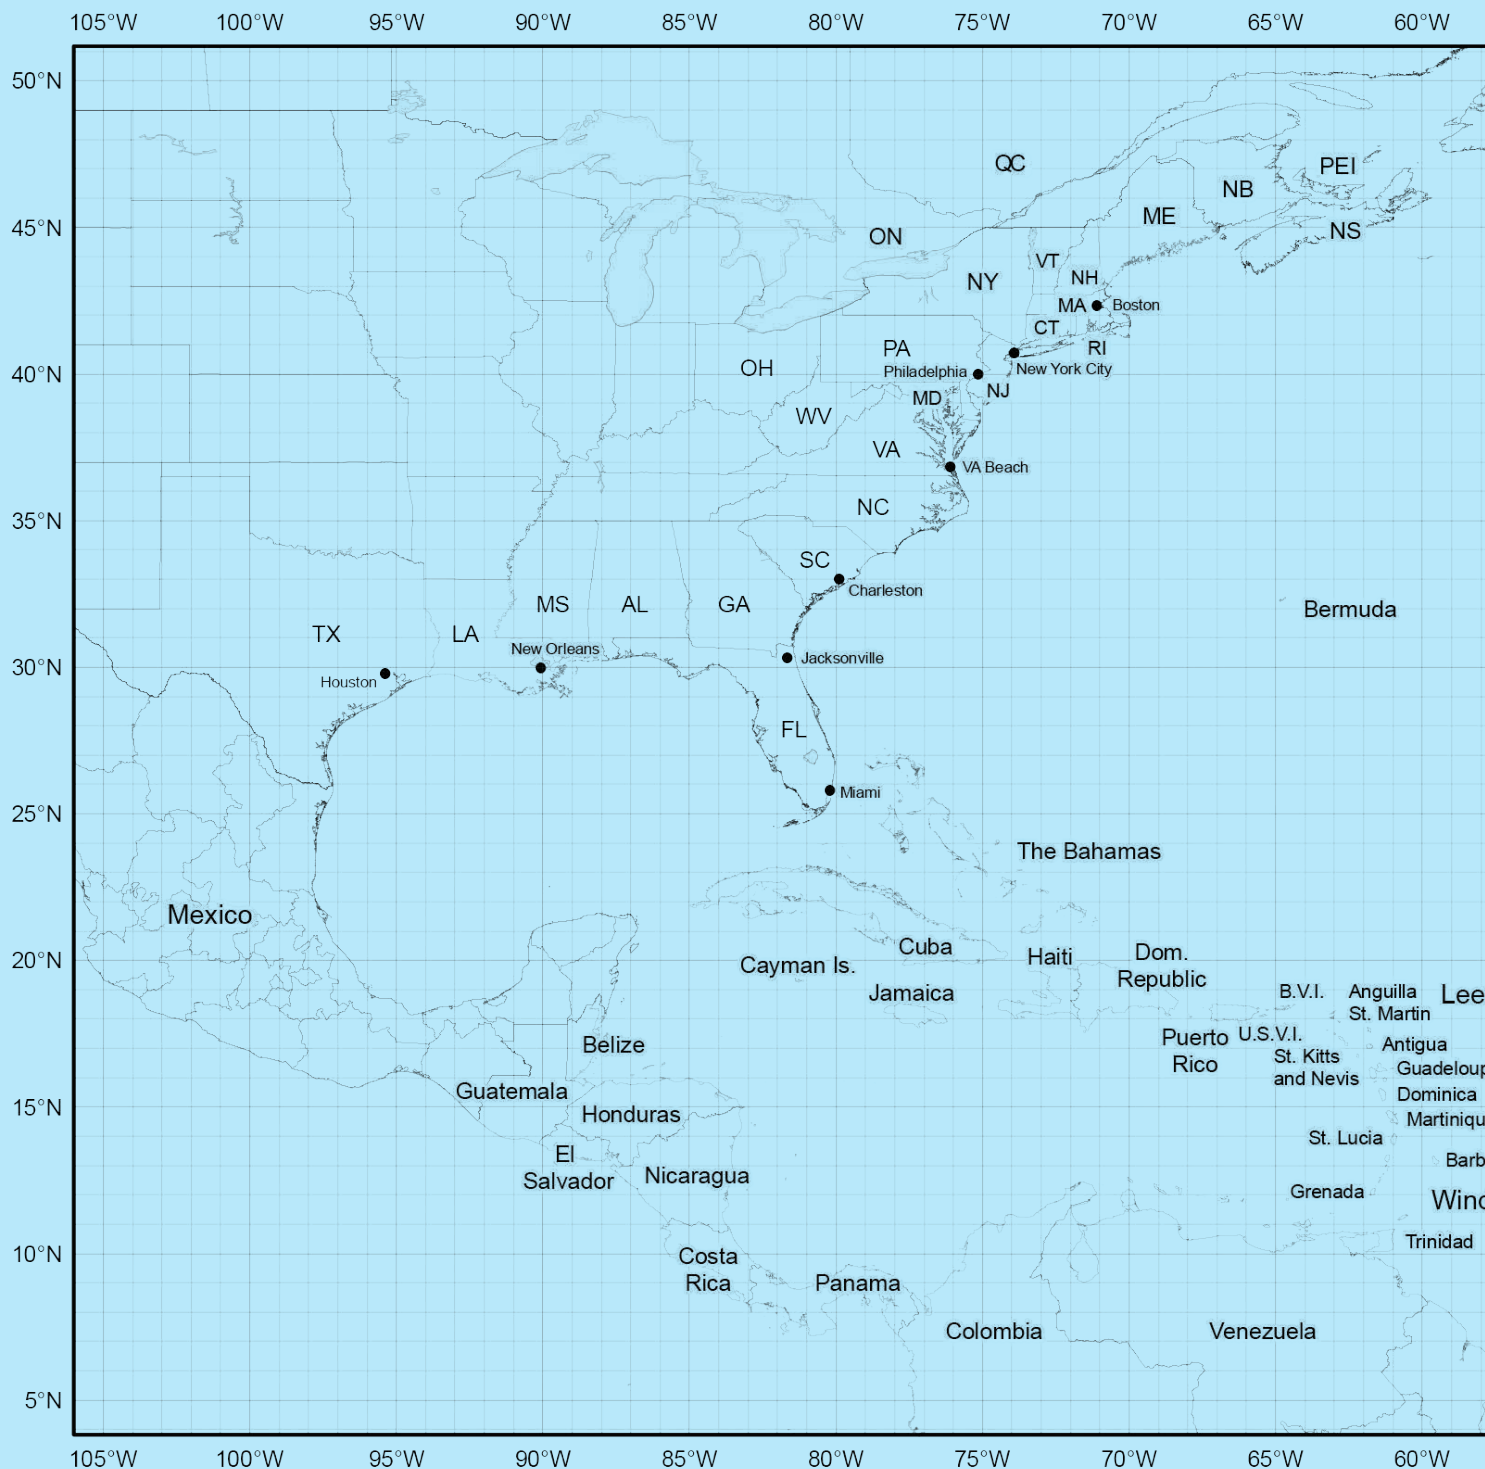 105°W 100°W 95°W 90°W 85°W 80°W 75°W 70°W 65°W 60°W
50°N
QC
PEI
NB
ME
45°N
NS
ON
VT
NY
NH
MA
Boston
CT
RI
PA
OH
New York City
Philadelphia
40°N
NJ
MD
WV
VA
VA Beach
NC
35°N
SC
Charleston
MS
AL
GA
Bermuda
TX
LA
New Orleans
Jacksonville
30°N
Houston
FL
Miami
25°N
The Bahamas
Mexico
Cuba
20°N
Haiti
Dom.
Republic
Cayman Is.
Jamaica
B.V.I.
Anguilla
St. Martin
Lee
Puerto
Rico
U.S.V.I.
Belize
Antigua
St. Kitts
and Nevis
Guadeloup
Guatemala
Dominica
15°N
Honduras
Martiniqu
St. Lucia
El
Salvador
Barb
Nicaragua
Grenada
Winc
Trinidad
10°N
Costa
Rica
Panama
Colombia
Venezuela
5°N
105°W 100°W 95°W 90°W 85°W 80°W 75°W 70°W 65°W 60°W